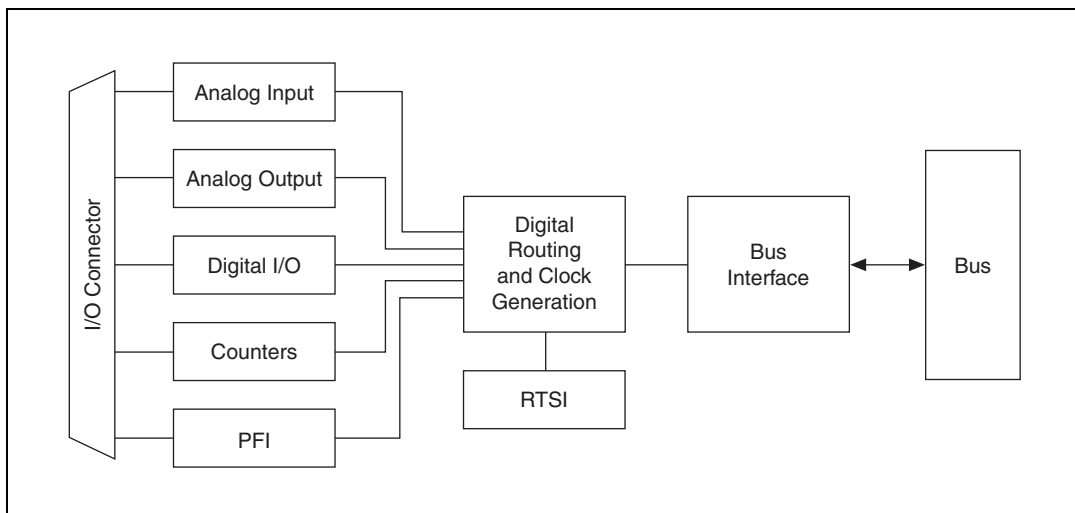 I/O Connector
Analog Input
Analog Output
Digital I/O
Counters
PFI
Digital
Routing
and Clock
Generation
RTSI
Bus
Interface
Bus